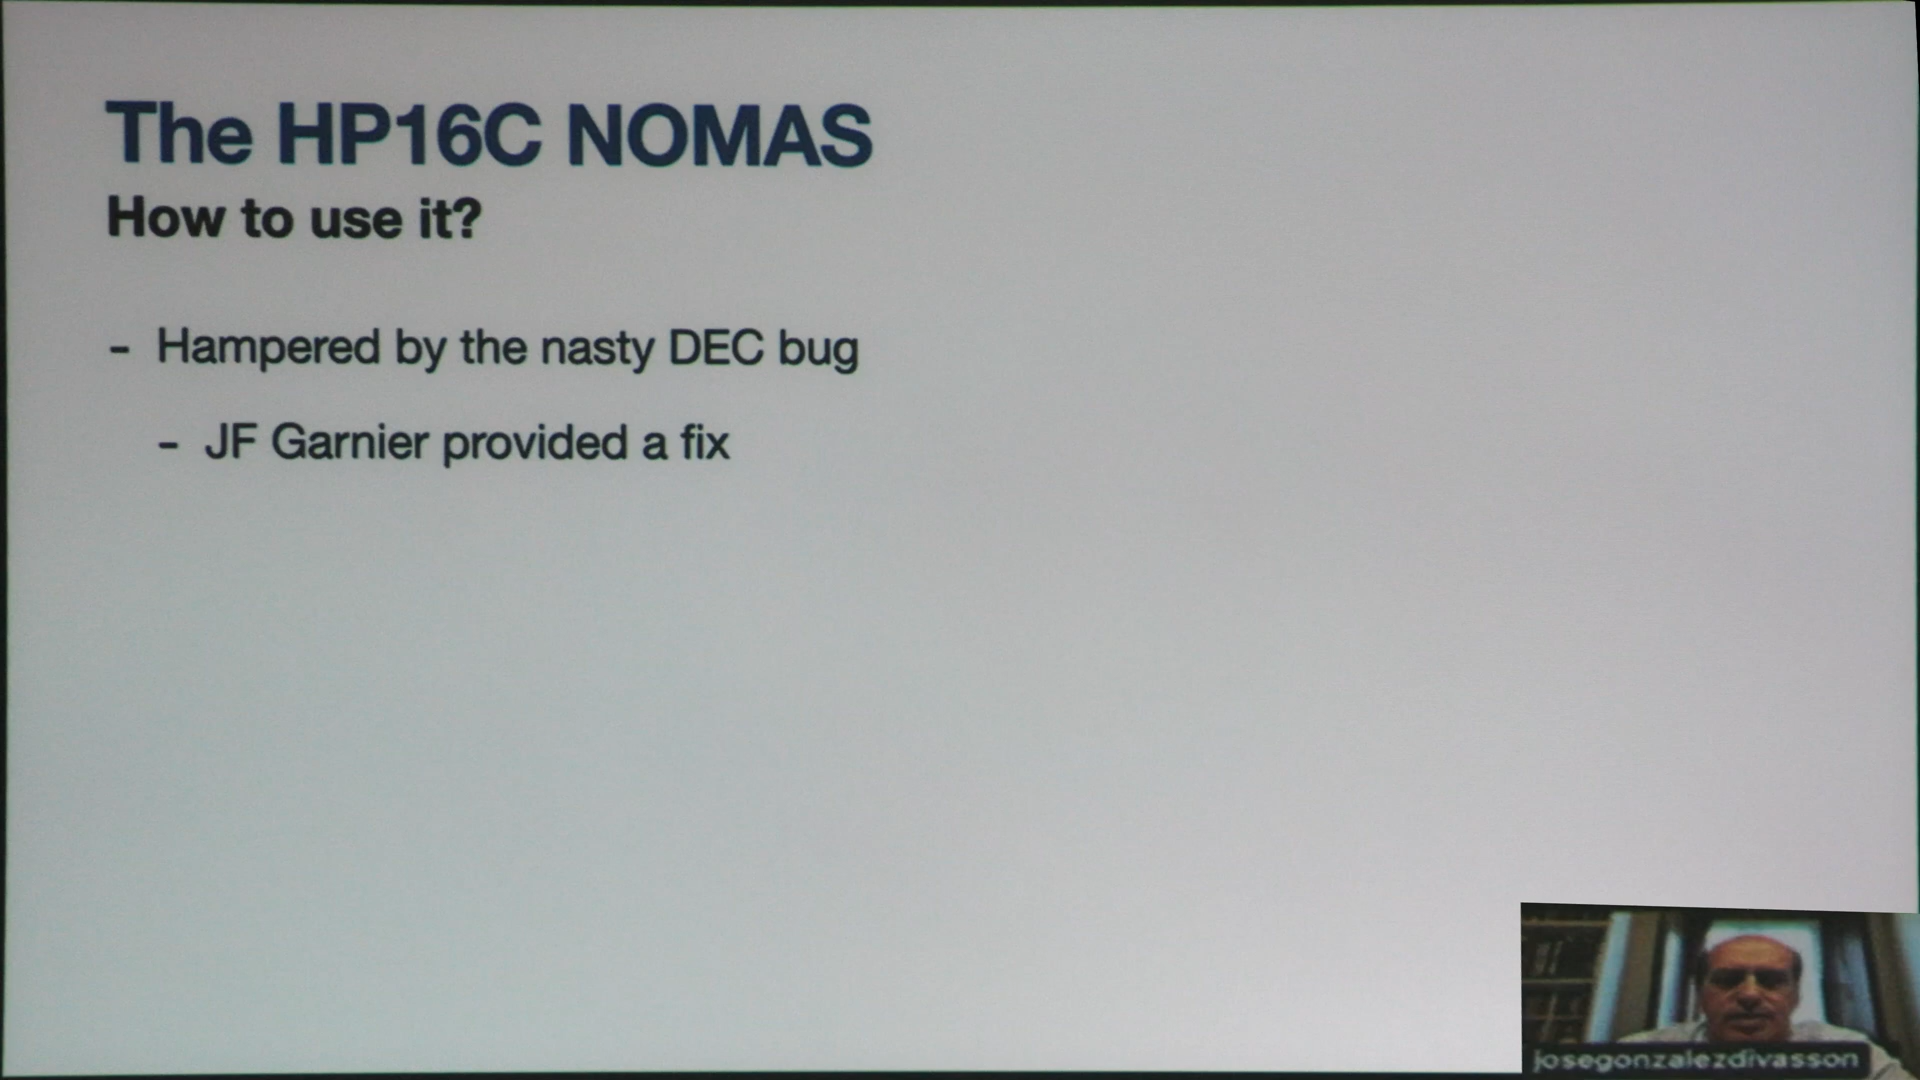 The HP16C NOMAS
How to use it?
- Hampered by the nasty DEC bug
- JF Garnier provided a fix
josegonzalezdivasson